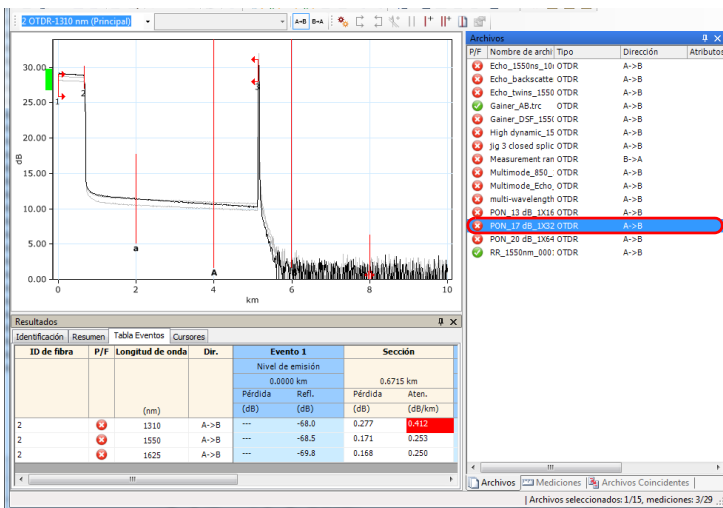 2 OTDR-1310 nm (Principal)
A→B B→A
30.00
25.00
20.00
15.00
10.00
5.00
0.00
dB
0 2 4 6 8 10
km
1
2
3
a
A
Archivos
P/F Nombre de archi Tipo Dirección Atributos
Echo_1550ns_10 OTDR A->B
Echo_backscatte OTDR A->B
Echo_twins_1550 OTDR A->B
Gainer_AB.trc OTDR A->B
Gainer_DSF_155 OTDR A->B
High dynamic_15 OTDR A->B
jig 3 closed splic OTDR A->B
Measurement ran OTDR B->A
Multimode_850_ OTDR A->B
Multimode_Echo_ OTDR A->B
multi-wavelength OTDR A->B
PON_13 dB_1X16 OTDR A->B
PON_17 dB_1X32 OTDR A->B
PON_20 dB_1X64 OTDR A->B
RR_1550nm_000 OTDR A->B
Resultados
Identificación Resumen Tabla Eventos Cursores
ID de fibra P/F Longitud de onda Dir. Evento 1 Sección
Nivel de emisión
0.0000 km 0.6715 km
Pérdida Refl. Pérdida Aten.
(nm) (dB) (dB) (dB) (dB/km)
2 1310 A->B --- -68.0 0.277 0.412
2 1550 A->B --- -68.5 0.171 0.253
2 1625 A->B --- -69.8 0.168 0.250
Archivos Mediciones Archivos Coincidentes
Archivos seleccionados: 1/15, mediciones: 3/29